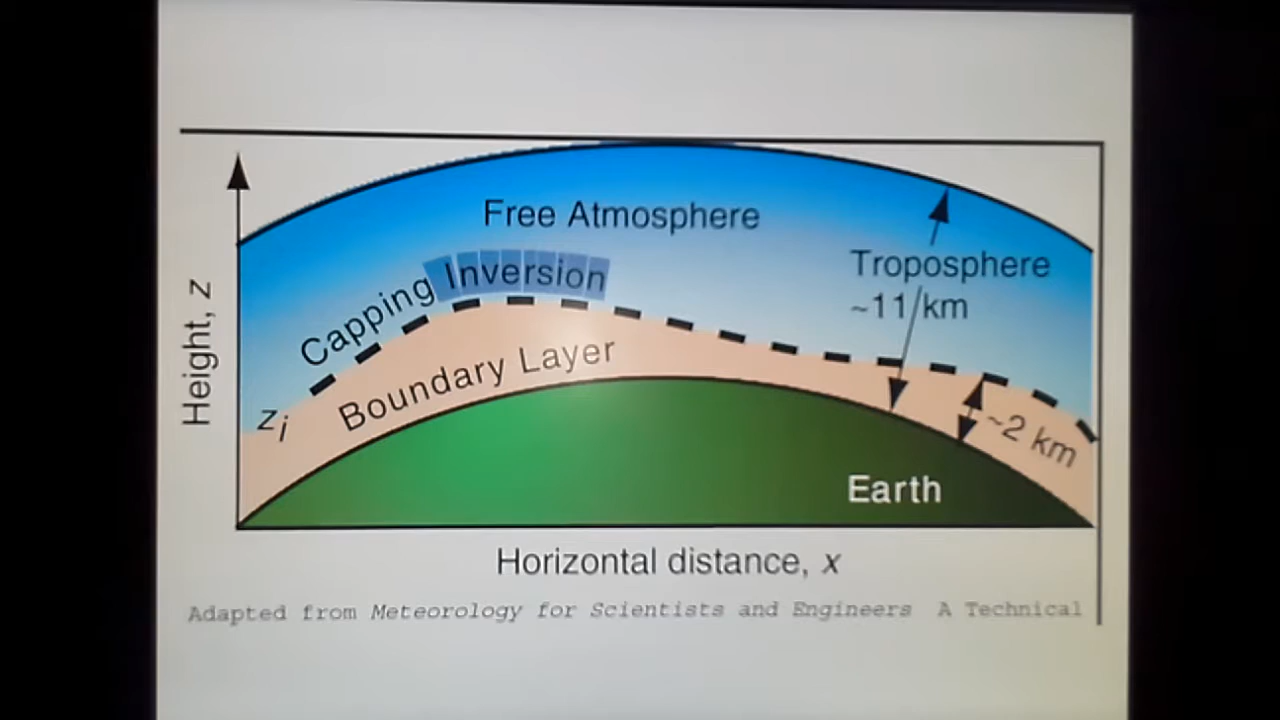 Free Atmosphere
Capping Inversion
Troposphere
~11 km
Boundary Layer
zi
~2 km
Earth
Height, z
Horizontal distance, x
Adapted from Meteorology for Scientists and Engineers A Technical